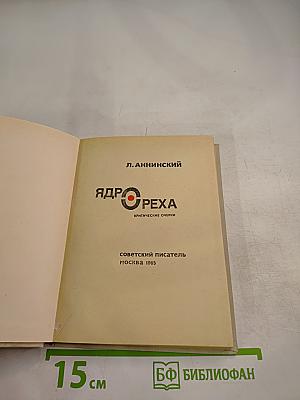 Л. АННИНСКИЙ
ЯДРО ОРЕХА
КРИТИЧЕСКИЕ ОЧЕРКИ
СОВЕТСКИЙ ПИСАТЕЛЬ
МОСКВА 1965
15 см
БФ БИБЛИОФАН